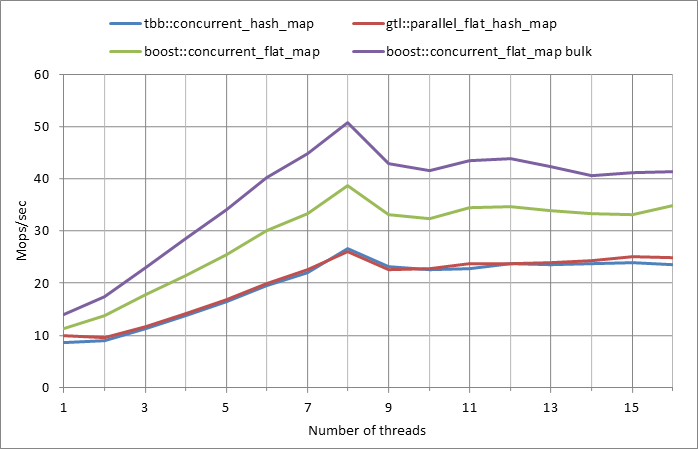 tbb::concurrent_hash_map gtl::parallel_flat_hash_map
boost::concurrent_flat_map boost::concurrent_flat_map bulk
60
50
40
30
20
10
0
Mops/sec
1 3 5 7 9 11 13 15
Number of threads